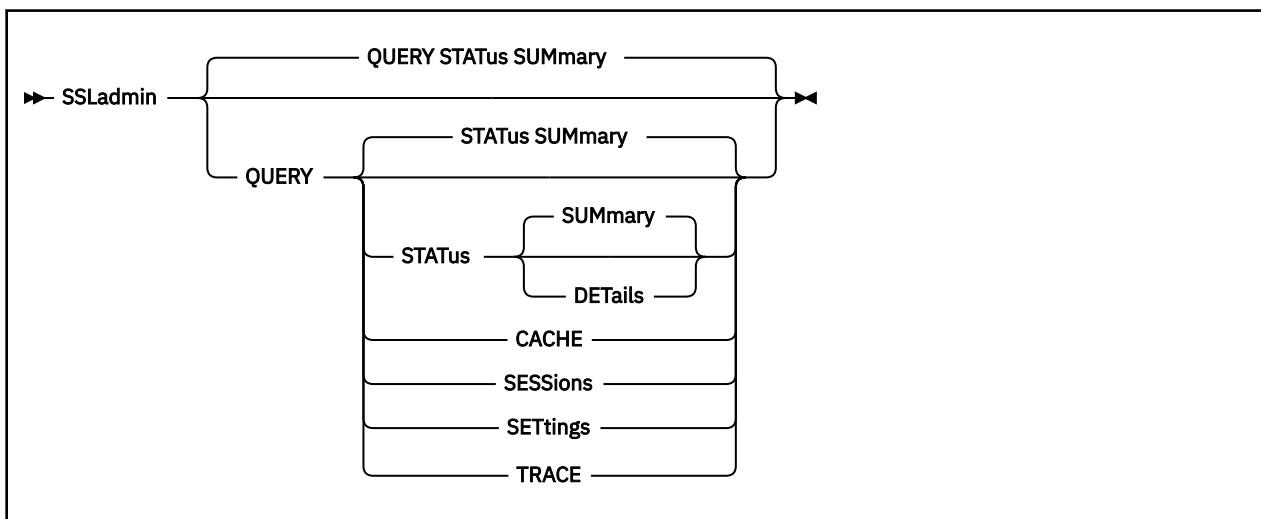 QUERY STATus SUMmary
SSLadmin
STATus SUMmary
QUERY
SUMmary
STATus
DETails
CACHE
SESSions
SETtings
TRACE